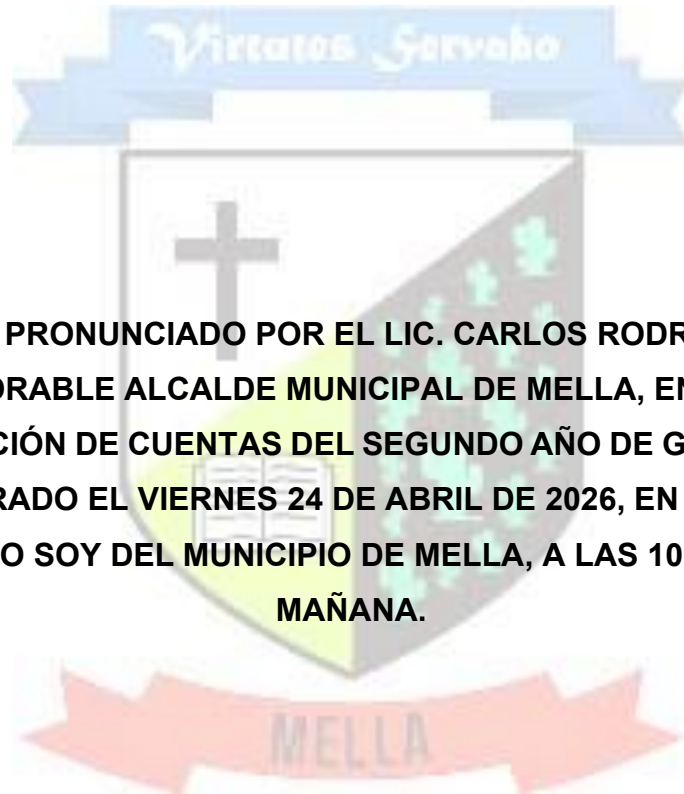 Virtutes Servabo
PRONUNCIADO POR EL LIC. CARLOS RODR
ORABLE ALCALDE MUNICIPAL DE MELLA, EN
CIÓN DE CUENTAS DEL SEGUNDO AÑO DE G
RADO EL VIERNES 24 DE ABRIL DE 2026, EN
O SOY DEL MUNICIPIO DE MELLA, A LAS 10
MAÑANA.
MELLA